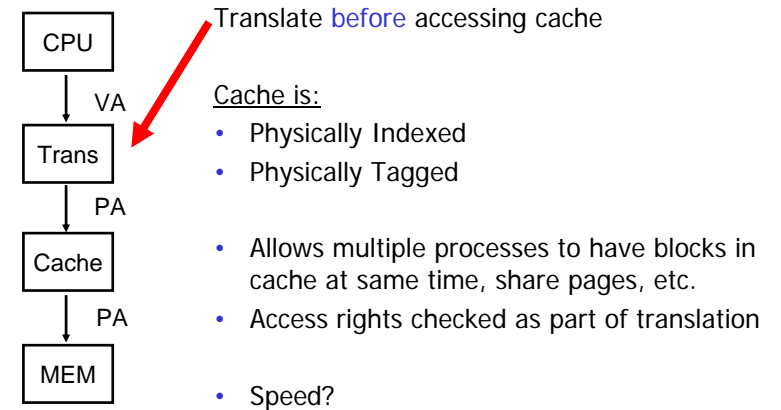 Translate before accessing cache
CPU
VA
Cache is:
• Physically Indexed
Trans
• Physically Tagged
PA
• Allows multiple processes to have blocks in
Cache
cache at same time, share pages, etc.
PA
• Access rights checked as part of translation
MEM
• Speed?